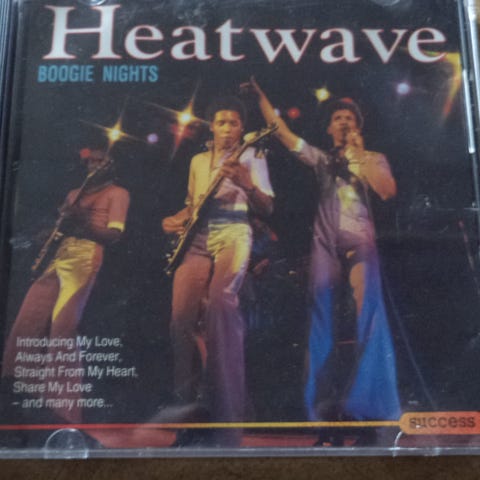 Heatwave
BOOGIE NIGHTS
Introducing My Love,
Always And Forever,
Straight From My Heart,
Share My Love
– and many more...
success